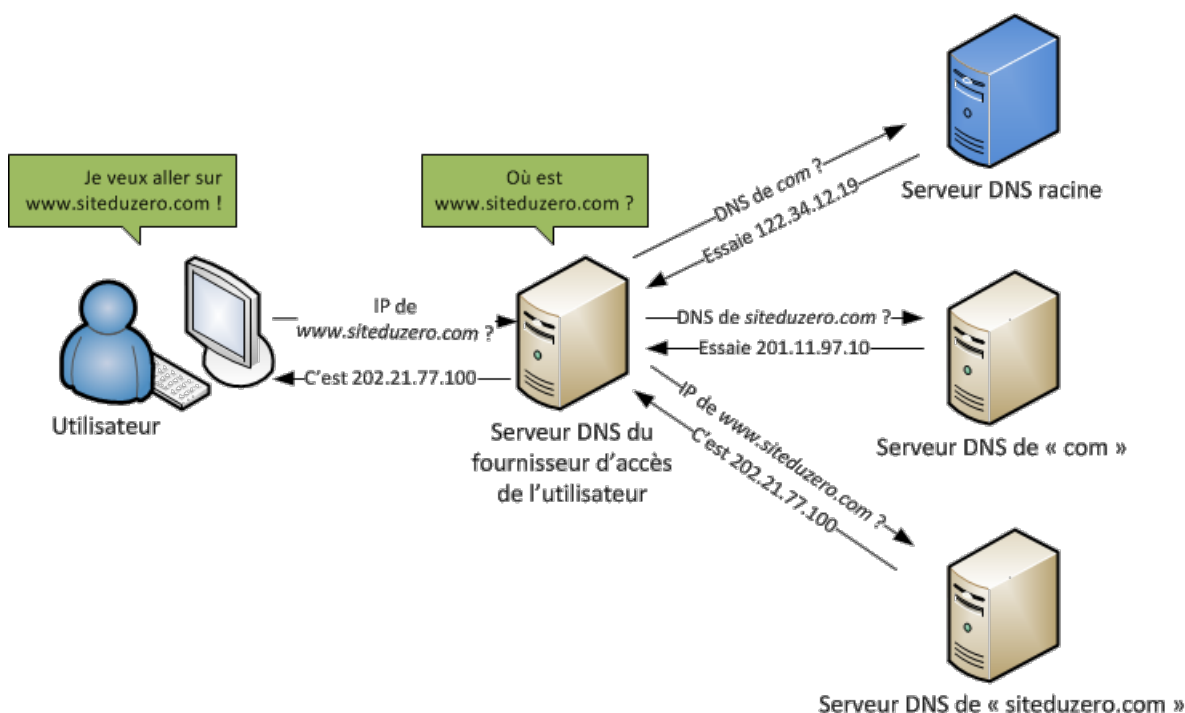 Je veux aller sur
www.siteduzero.com !
Où est
www.siteduzero.com ?
DNS de com ?
Essaie 122.34.12.19
Serveur DNS racine
IP de
www.siteduzero.com ?
C'est 202.21.77.100
DNS de siteduzero.com ?
Essaie 201.11.97.10
Utilisateur
Serveur DNS du
fournisseur d'accès
de l'utilisateur
Serveur DNS de « com »
IP de www.siteduzero.com ?
C'est 202.21.77.100
Serveur DNS de « siteduzero.com »